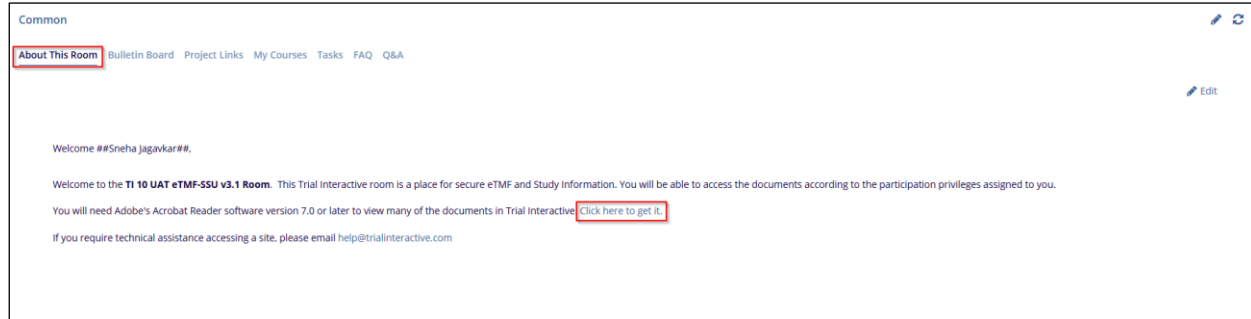 Common
About This Room Bulletin Board Project Links My Courses Tasks FAQ Q&A
Edit
Welcome ##Sneha Jagavkar##,
Welcome to the TI 10 UAT eTMF-SSU v3.1 Room. This Trial Interactive room is a place for secure eTMF and Study Information. You will be able to access the documents according to the participation privileges assigned to you.
You will need Adobe's Acrobat Reader software version 7.0 or later to view many of the documents in Trial Interactive Click here to get it.
If you require technical assistance accessing a site, please email help@trialinteractive.com